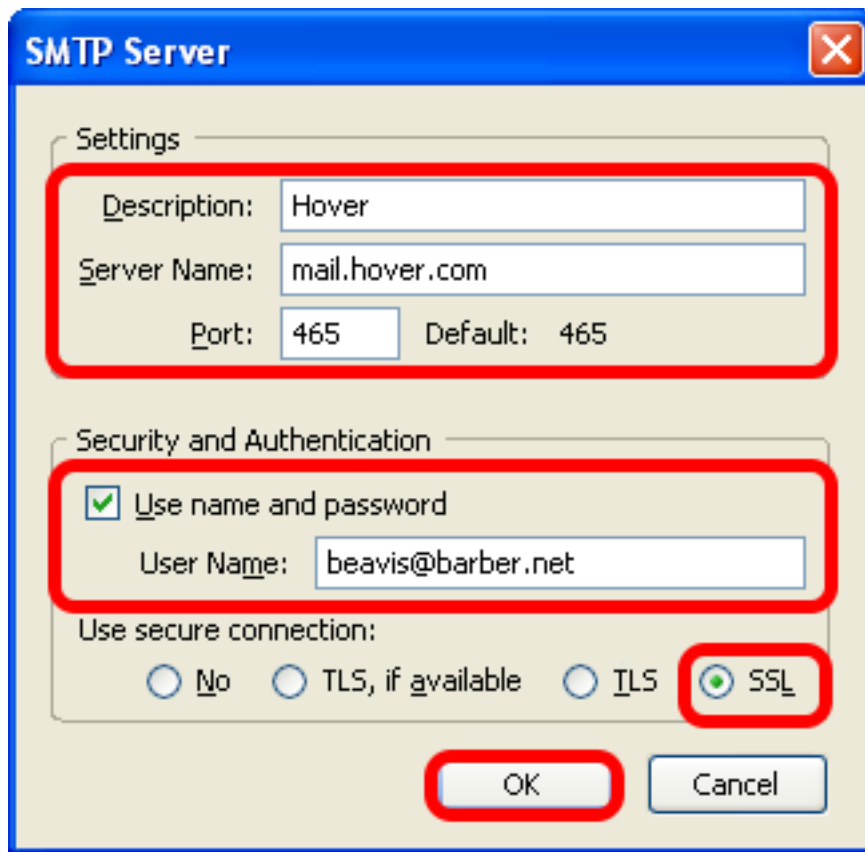 SMTP Server
Settings
Description: Hover
Server Name: mail.hover.com
Port: 465 Default: 465
Security and Authentication
Use name and password
User Name: beavis@barber.net
Use secure connection:
No TLS, if available TLS SSL
OK Cancel